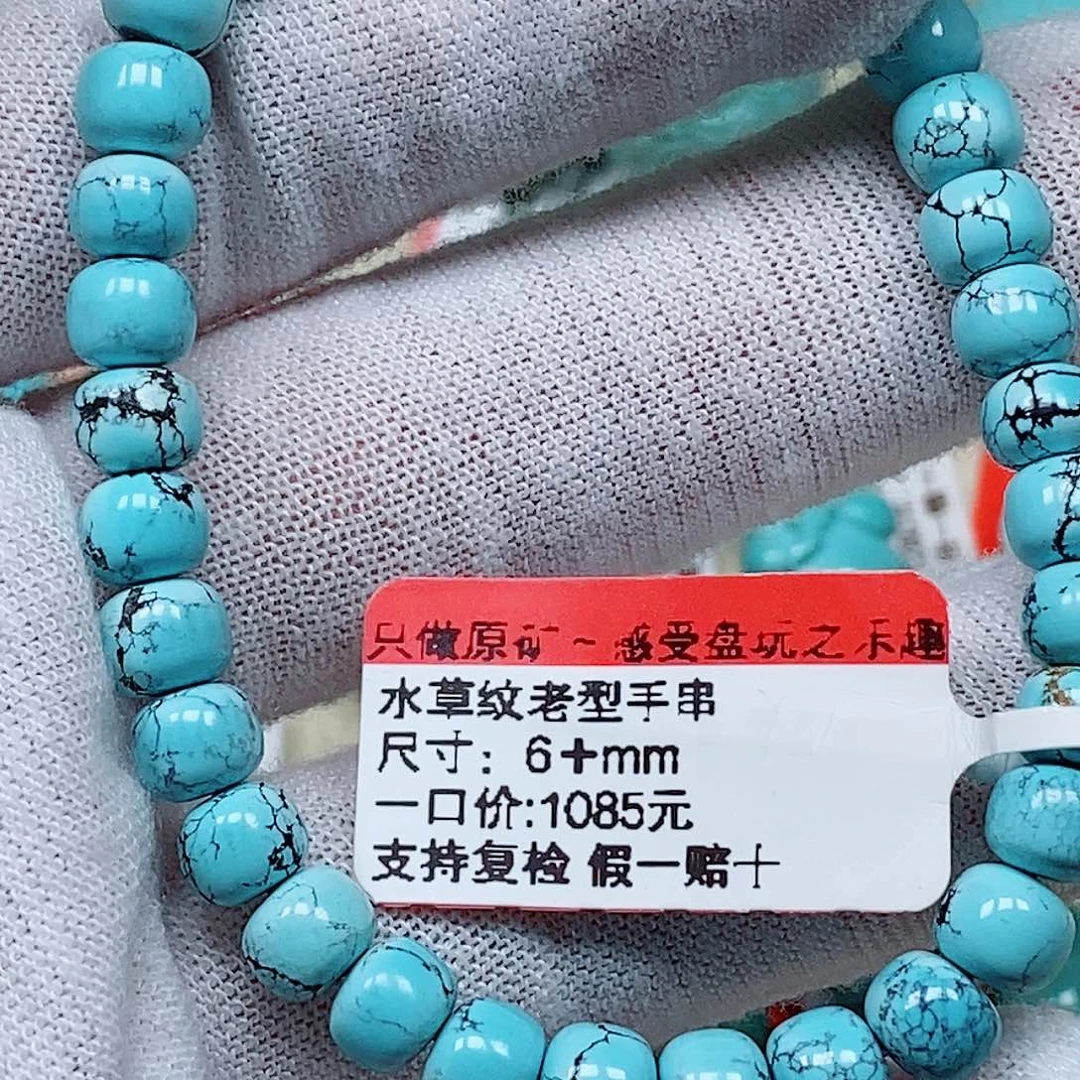 只做原矿~感受盘玩之乐趣
水草纹老型手串
尺寸：6+mm
一口价:1085元
支持复检 假一赔十